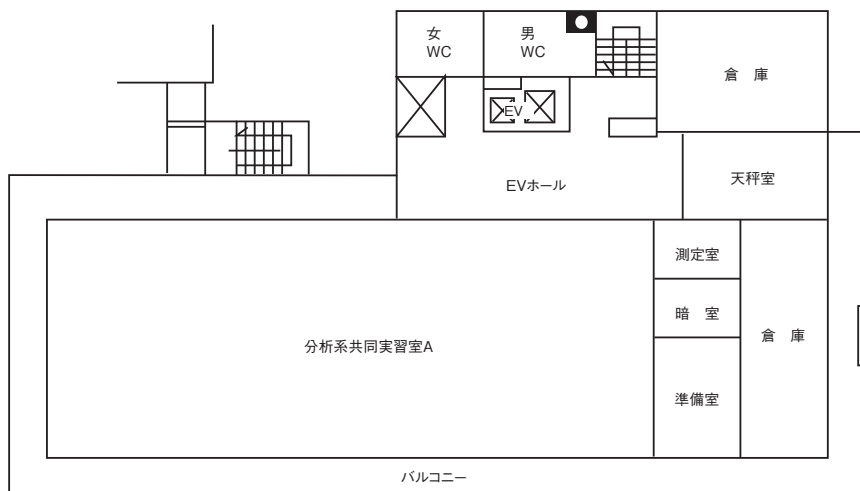 女
WC
男
WC
倉　庫
EV
EVホール
天秤室
測定室
暗　室
倉　庫
分析系共同実習室A
準備室
バルコニー